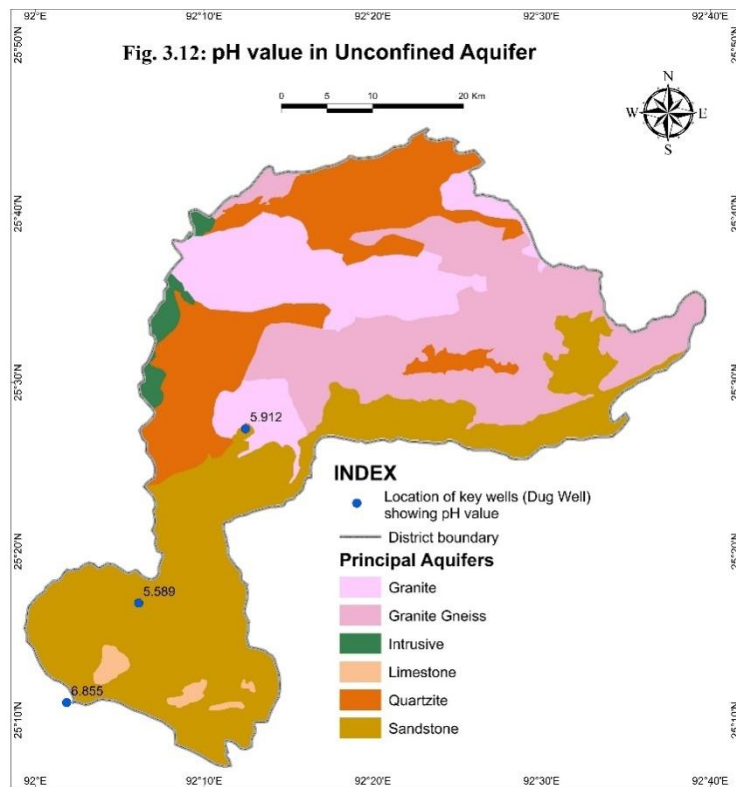 92°E 92°10'E 92°20'E 92°30'E 92°40'E
25°50'N 25°50'N
Fig. 3.12: pH value in Unconfined Aquifer
0 5 10 20 Km
N
W E
S
25°40'N 25°40'N
25°30'N 25°30'N
5.912
INDEX
Location of key wells (Dug Well)
showing pH value
District boundary
Principal Aquifers
25°20'N 25°20'N
Granite
5.589
Granite Gneiss
Intrusive
Limestone
6.855
Quartzite
25°10'N 25°10'N
Sandstone
92°E 92°10'E 92°20'E 92°30'E 92°40'E